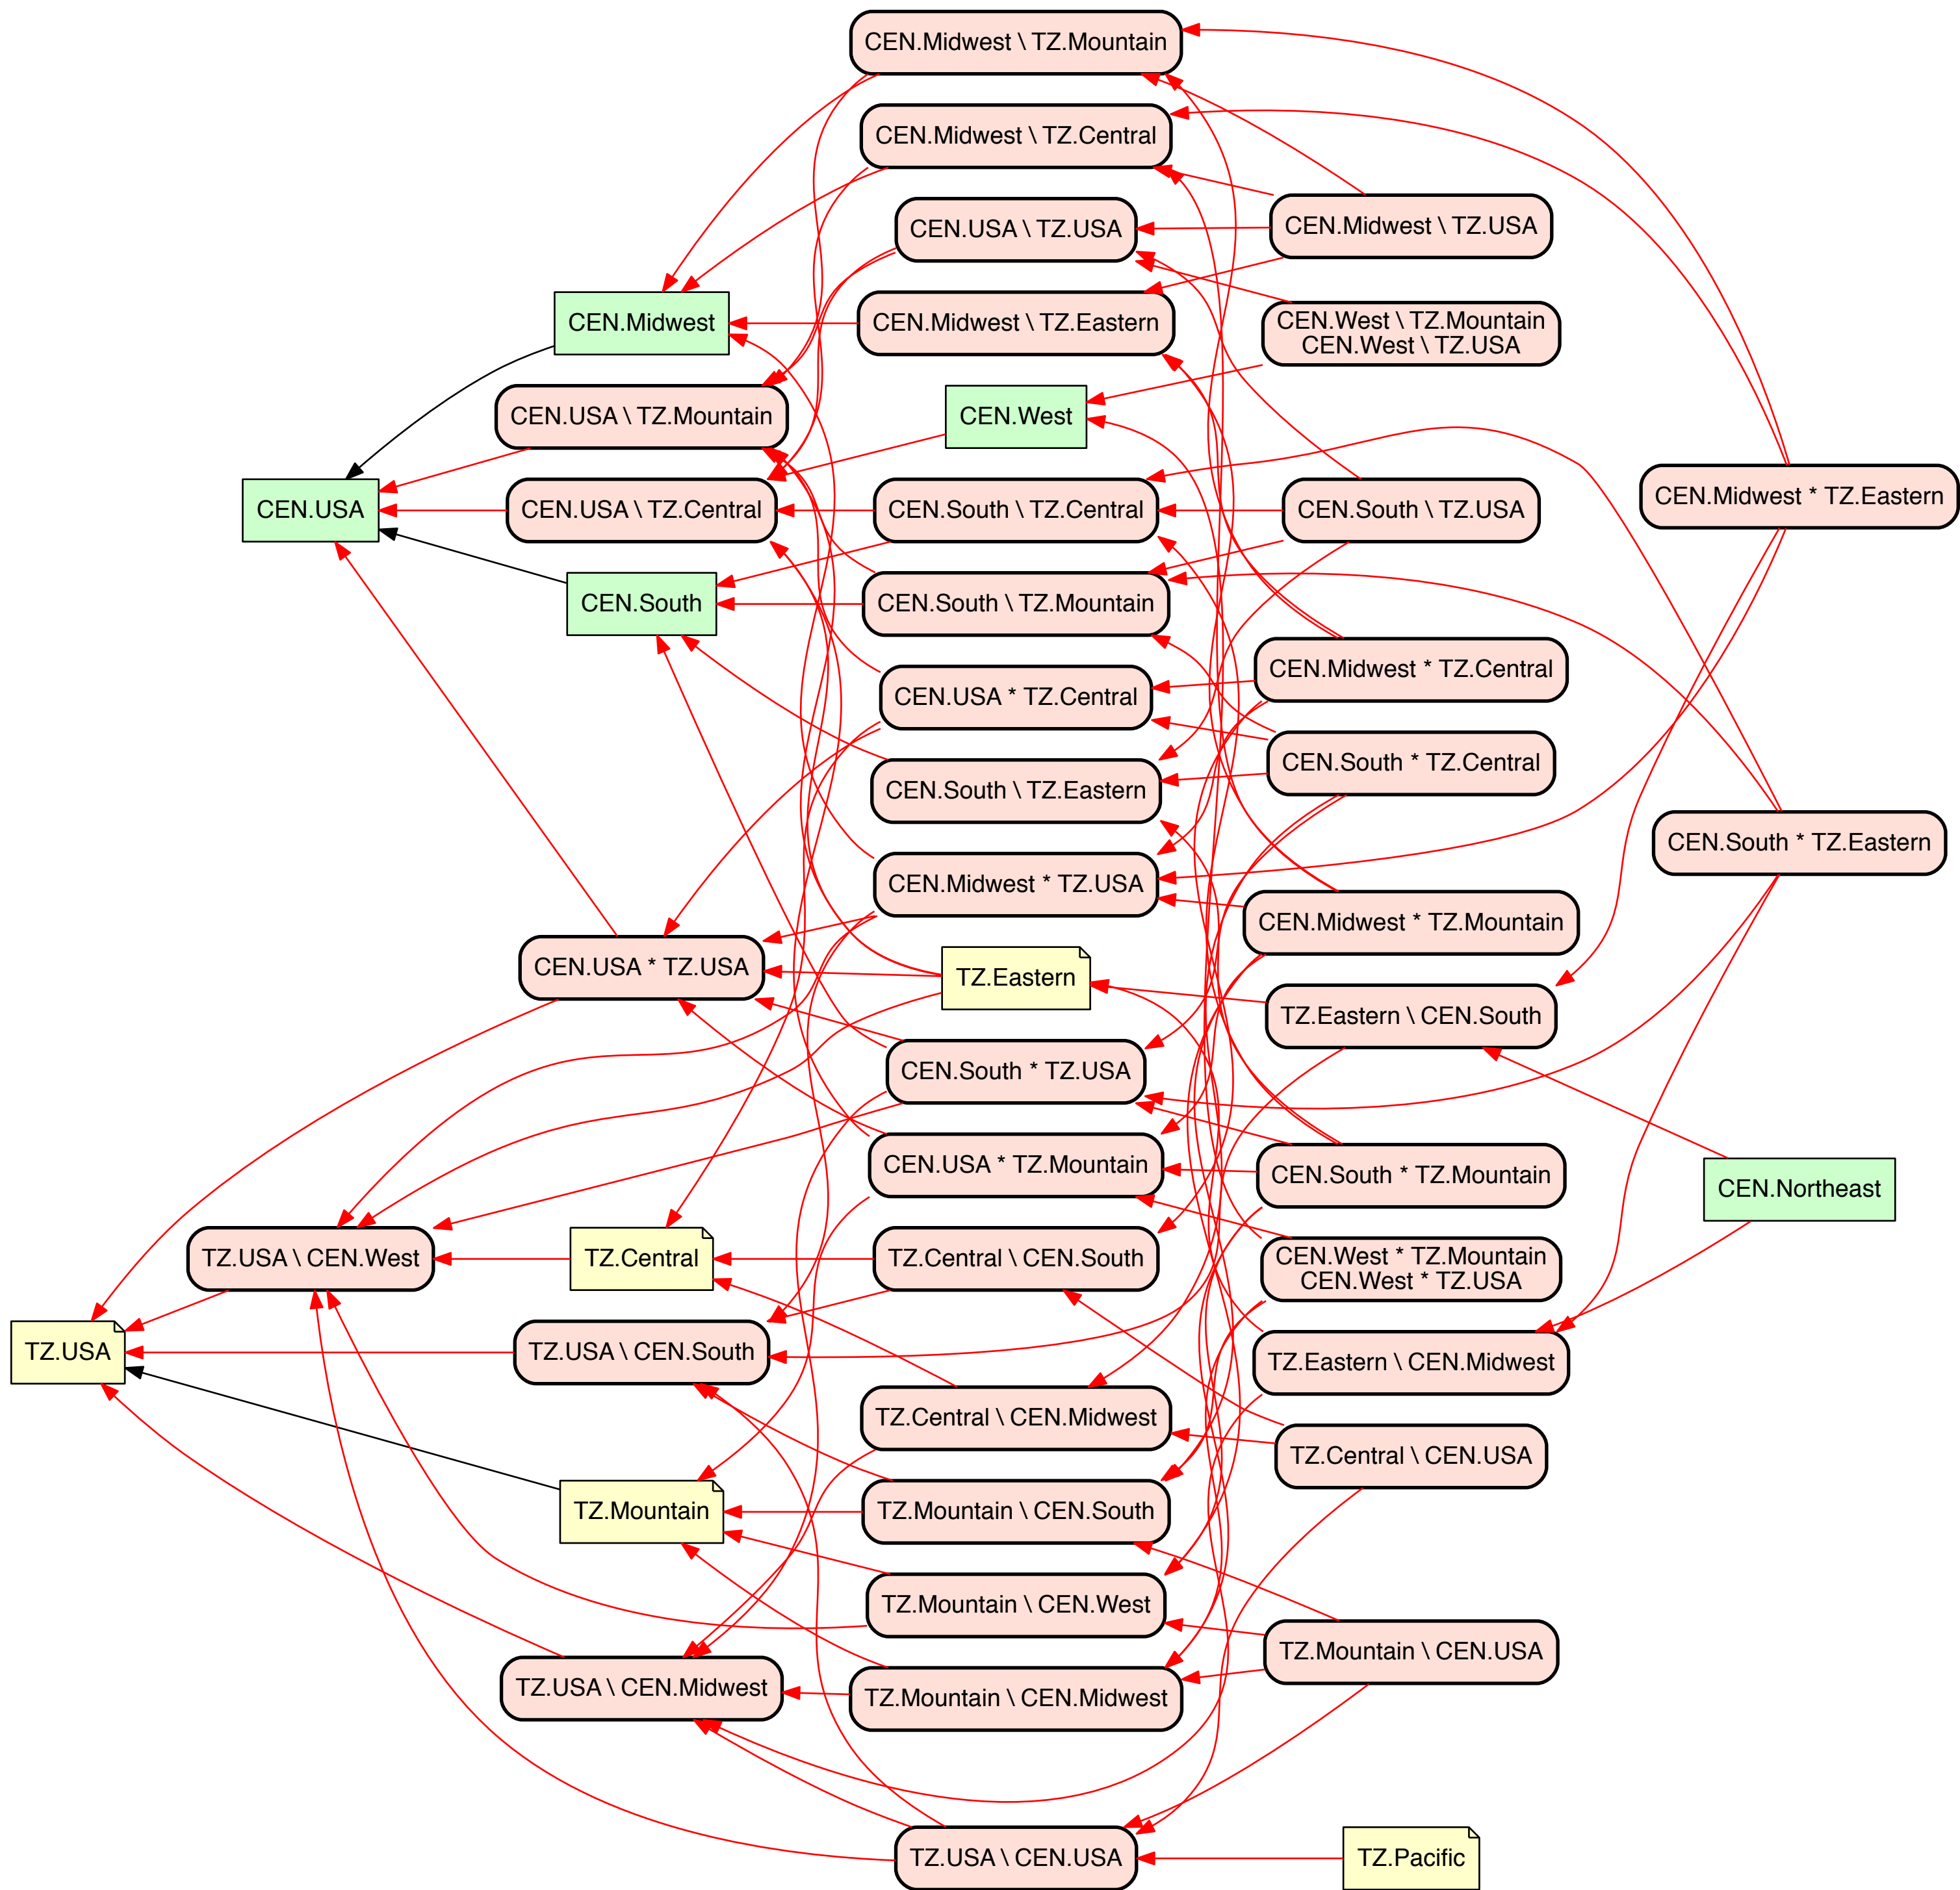 CEN.Midwest \ TZ.Mountain
CEN.Midwest \ TZ.Central
CEN.USA \ TZ.USA
CEN.Midwest \ TZ.USA
CEN.Midwest
CEN.Midwest \ TZ.Eastern
CEN.West \ TZ.Mountain
CEN.West \ TZ.USA
CEN.USA \ TZ.Mountain
CEN.West
CEN.Midwest * TZ.Eastern
CEN.USA
CEN.USA \ TZ.Central
CEN.South \ TZ.Central
CEN.South \ TZ.USA
CEN.South
CEN.South \ TZ.Mountain
CEN.Midwest * TZ.Central
CEN.USA * TZ.Central
CEN.South * TZ.Central
CEN.South \ TZ.Eastern
CEN.South * TZ.Eastern
CEN.Midwest * TZ.USA
CEN.Midwest * TZ.Mountain
CEN.USA * TZ.USA
TZ.Eastern
TZ.Eastern \ CEN.South
CEN.South * TZ.USA
CEN.USA * TZ.Mountain
CEN.South * TZ.Mountain
CEN.Northeast
TZ.USA \ CEN.West
TZ.Central
TZ.Central \ CEN.South
CEN.West * TZ.Mountain
CEN.West * TZ.USA
TZ.USA
TZ.USA \ CEN.South
TZ.Eastern \ CEN.Midwest
TZ.Central \ CEN.Midwest
TZ.Central \ CEN.USA
TZ.Mountain
TZ.Mountain \ CEN.South
TZ.Mountain \ CEN.West
TZ.Mountain \ CEN.USA
TZ.USA \ CEN.Midwest
TZ.Mountain \ CEN.Midwest
TZ.USA \ CEN.USA
TZ.Pacific